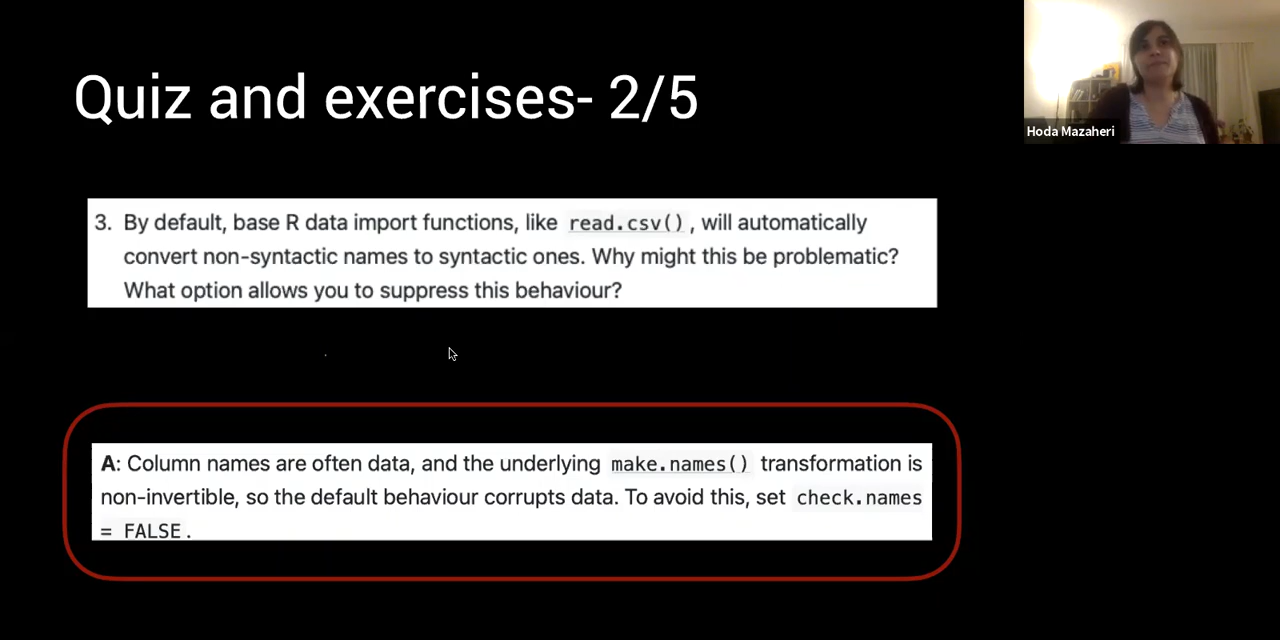 Quiz and exercises- 2/5
Hoda Mazaheri
3. By default, base R data import functions, like read.csv() , will automatically
convert non-syntactic names to syntactic ones. Why might this be problematic?
What option allows you to suppress this behaviour?
A: Column names are often data, and the underlying make.names() transformation is
non-invertible, so the default behaviour corrupts data. To avoid this, set check.names
= FALSE .